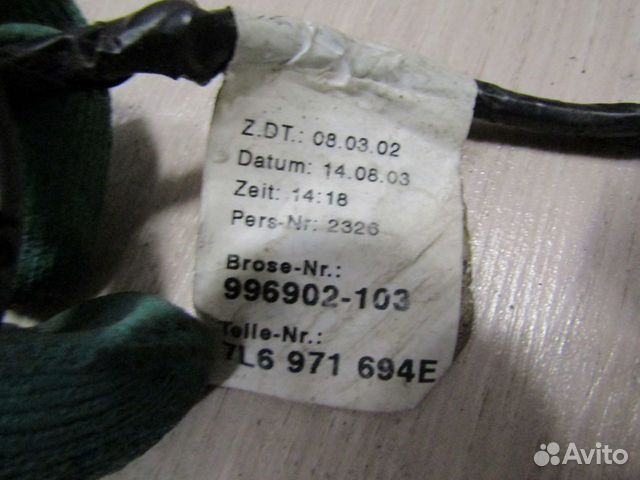 Z.DT.: 08.03.02
Datum: 14.08.03
Zeit: 14:18
Pers-Nr: 2326
Brose-Nr.:
996902-103
Teile-Nr.:
7L6 971 694E
Avito